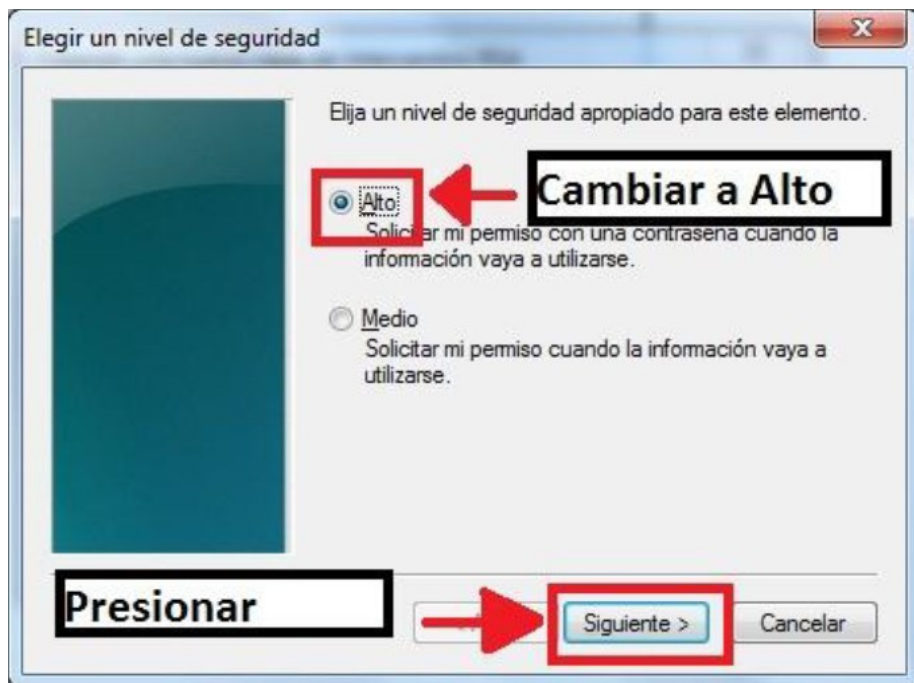 Elegir un nivel de seguridad
Elija un nivel de seguridad apropiado para este elemento.
Alto
Cambiar a Alto
Solicitar mi permiso con una contraseña cuando la
información vaya a utilizarse.
Medio
Solicitar mi permiso cuando la información vaya a
utilizarse.
Presionar
Siguiente >
Cancelar